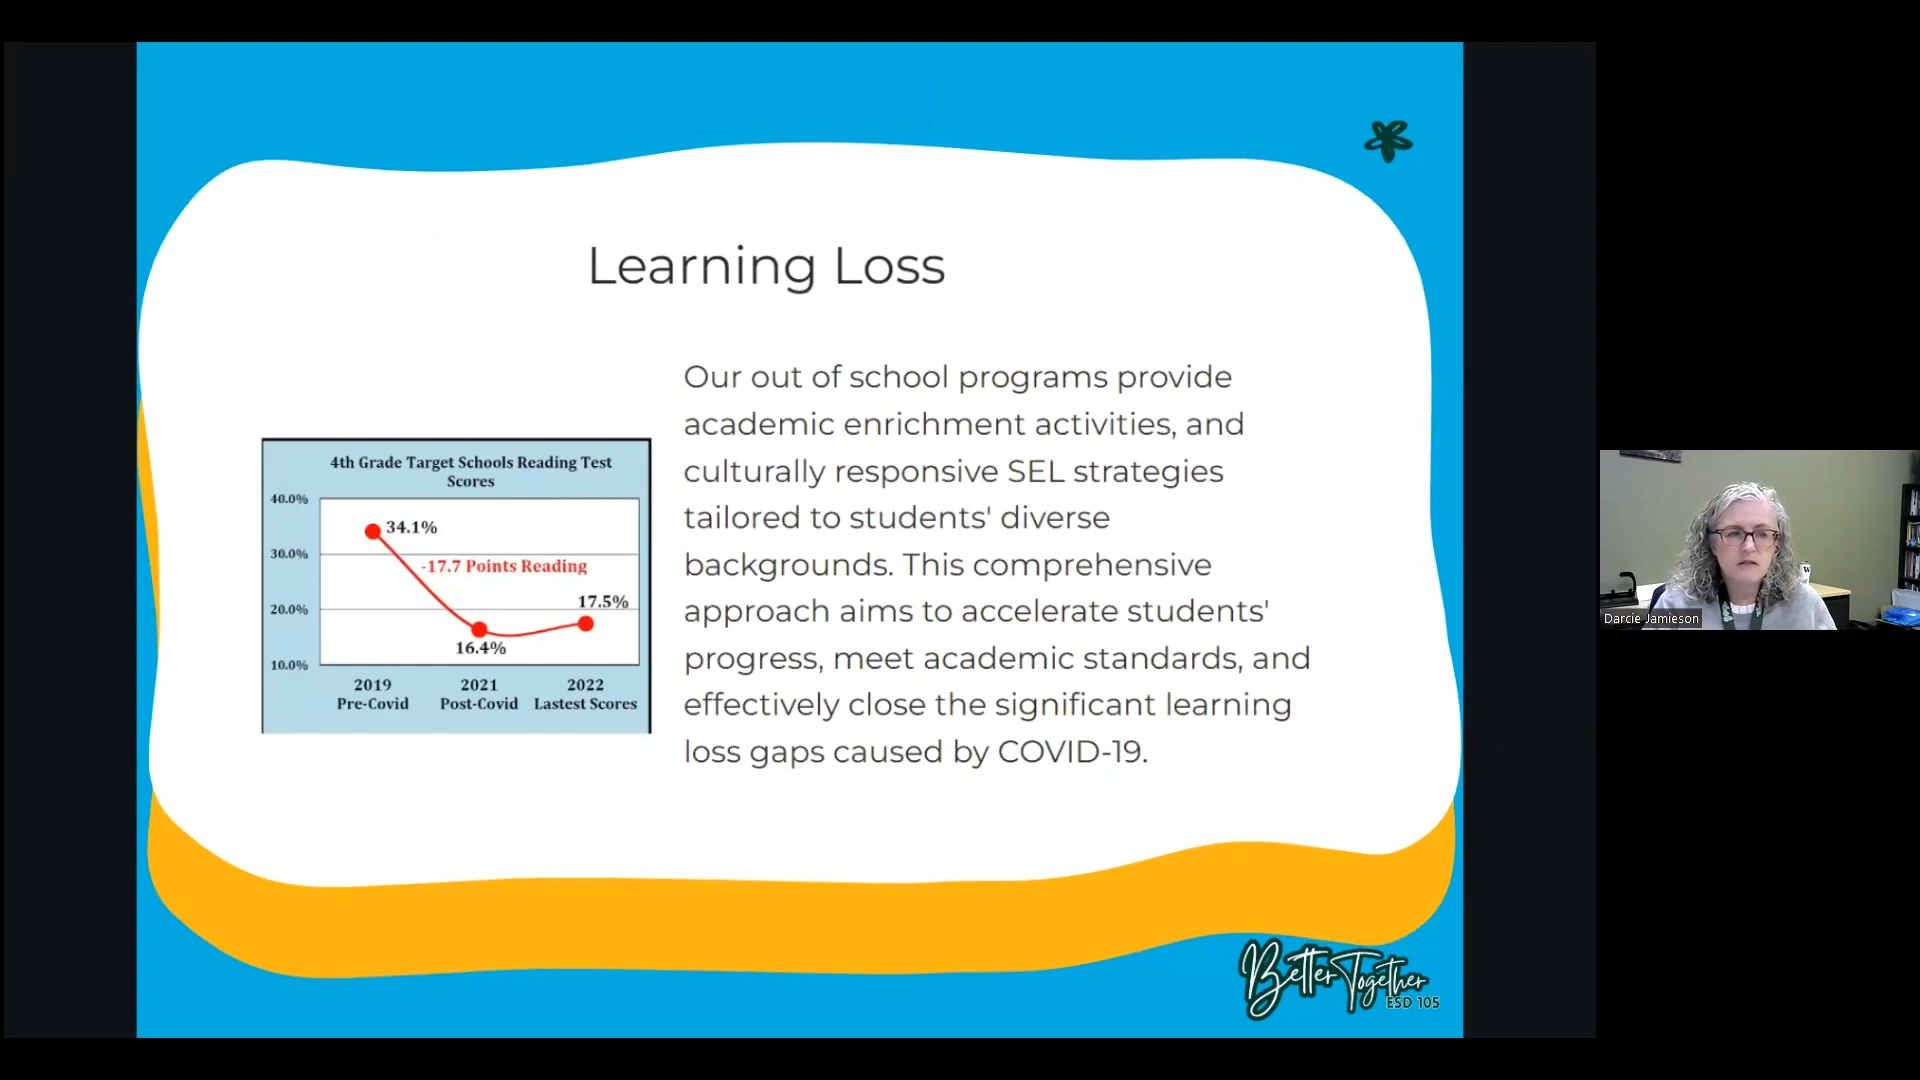 Learning Loss
Our out of school programs provide
academic enrichment activities, and
culturally responsive SEL strategies
tailored to students' diverse
backgrounds. This comprehensive
approach aims to accelerate students'
progress, meet academic standards, and
effectively close the significant learning
loss gaps caused by COVID-19.
4th Grade Target Schools Reading Test
Scores
40.0%
34.1%
30.0%
-17.7 Points Reading
17.5%
20.0%
16.4%
10.0%
2019 2021 2022
Pre-Covid Post-Covid Lastest Scores
Better Together
ESD 105
Darcie Jamieson
W